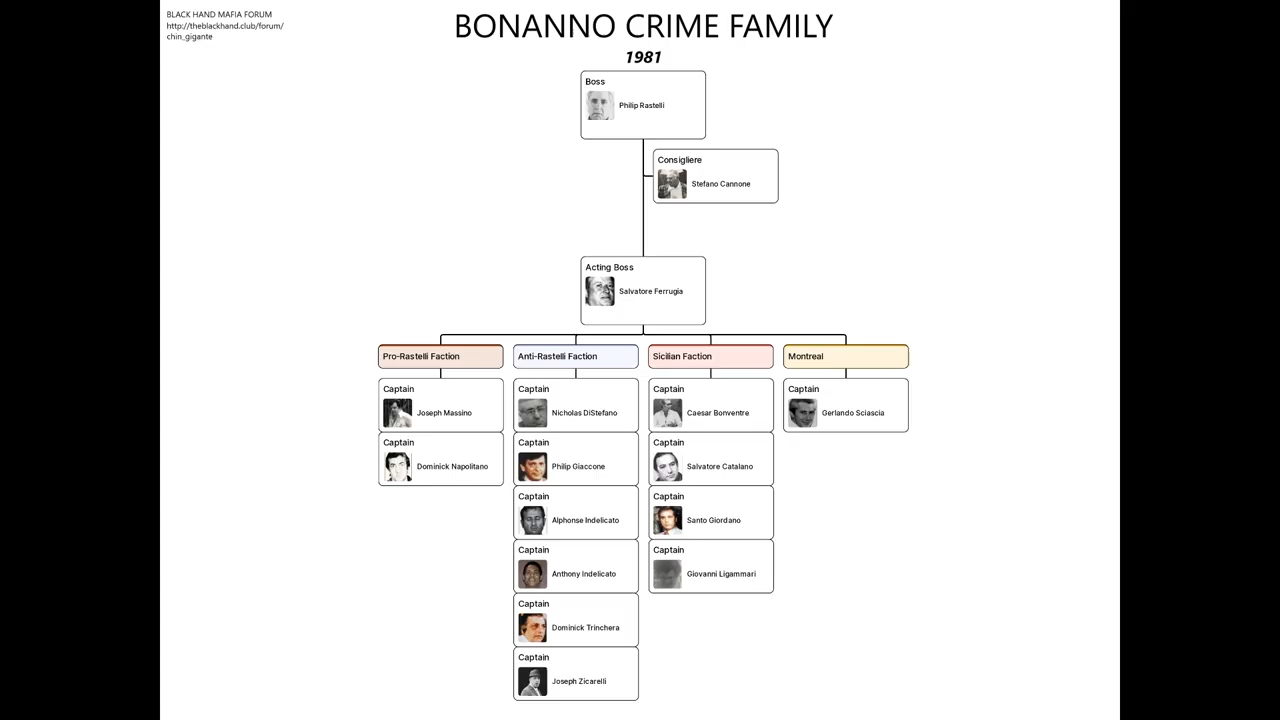 BLACK HAND MAFIA FORUM
http://theblackhand.club/forum/
chin_gigante
BONANNO CRIME FAMILY
1981
Boss
Philip Rastelli
Consigliere
Stefano Cannone
Acting Boss
Salvatore Ferrugia
Pro-Rastelli Faction
Captain
Joseph Massino
Captain
Dominick Napolitano
Anti-Rastelli Faction
Captain
Nicholas DiStefano
Captain
Philip Giaccone
Captain
Alphonse Indelicato
Captain
Anthony Indelicato
Captain
Dominick Trinchera
Captain
Joseph Zicarelli
Sicilian Faction
Captain
Caesar Bonventre
Captain
Salvatore Catalano
Captain
Santo Giordano
Captain
Giovanni Ligammari
Montreal
Captain
Gerlando Sciascia